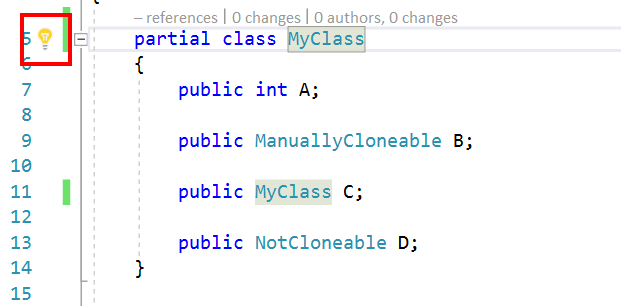 {
– references | 0 changes | 0 authors, 0 changes
5 partial class MyClass
6 {
7 public int A;
8
9 public ManuallyCloneable B;
10
11 public MyClass C;
12
13 public NotCloneable D;
14 }
15